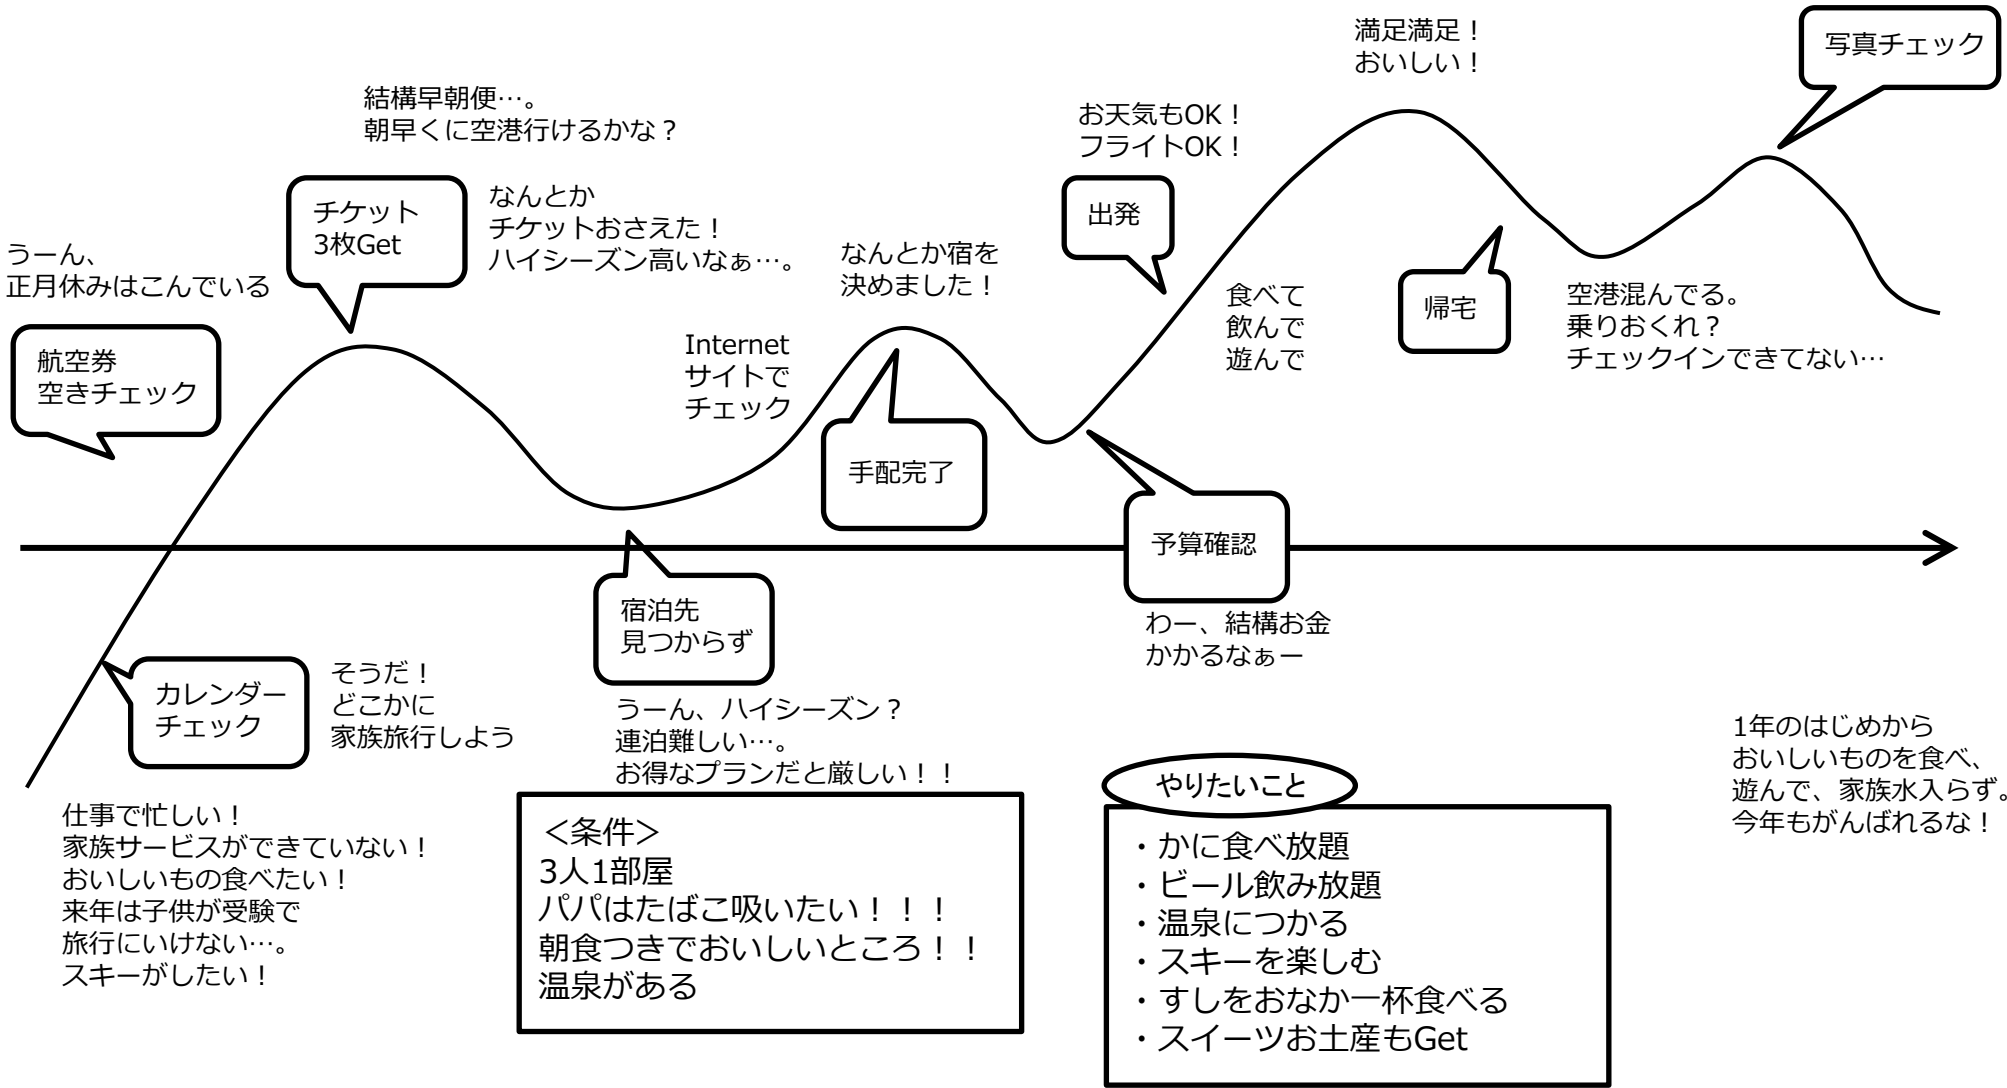 満足満足！
おいしい！
写真チェック
結構早朝便…。
朝早くに空港行けるかな？
お天気もOK！
フライトOK！
チケット
3枚Get
なんとか
チケットおさえた！
ハイシーズン高いなぁ…。
出発
うーん、
正月休みはこんでいる
なんとか宿を
決めました！
食べて
飲んで
遊んで
帰宅
空港混んでる。
乗りおくれ？
チェックインできてない…
航空券
空きチェック
Internet
サイトで
チェック
手配完了
予算確認
宿泊先
見つからず
わー、結構お金
かかるなぁー
カレンダー
チェック
そうだ！
どこかに
家族旅行しよう
うーん、ハイシーズン？
連泊難しい…。
お得なプランだと厳しい！！
1年のはじめから
おいしいものを食べ、
遊んで、家族水入らず。
今年もがんばれるな！
仕事で忙しい！
家族サービスができていない！
おいしいもの食べたい！
来年は子供が受験で
旅行にいけない…。
スキーがしたい！
＜条件＞
3人1部屋
パパはたばこ吸いたい！！！
朝食つきでおいしいところ！！
温泉がある
やりたいこと
・かに食べ放題
・ビール飲み放題
・温泉につかる
・スキーを楽しむ
・すしをおなか一杯食べる
・スイーツお土産もGet